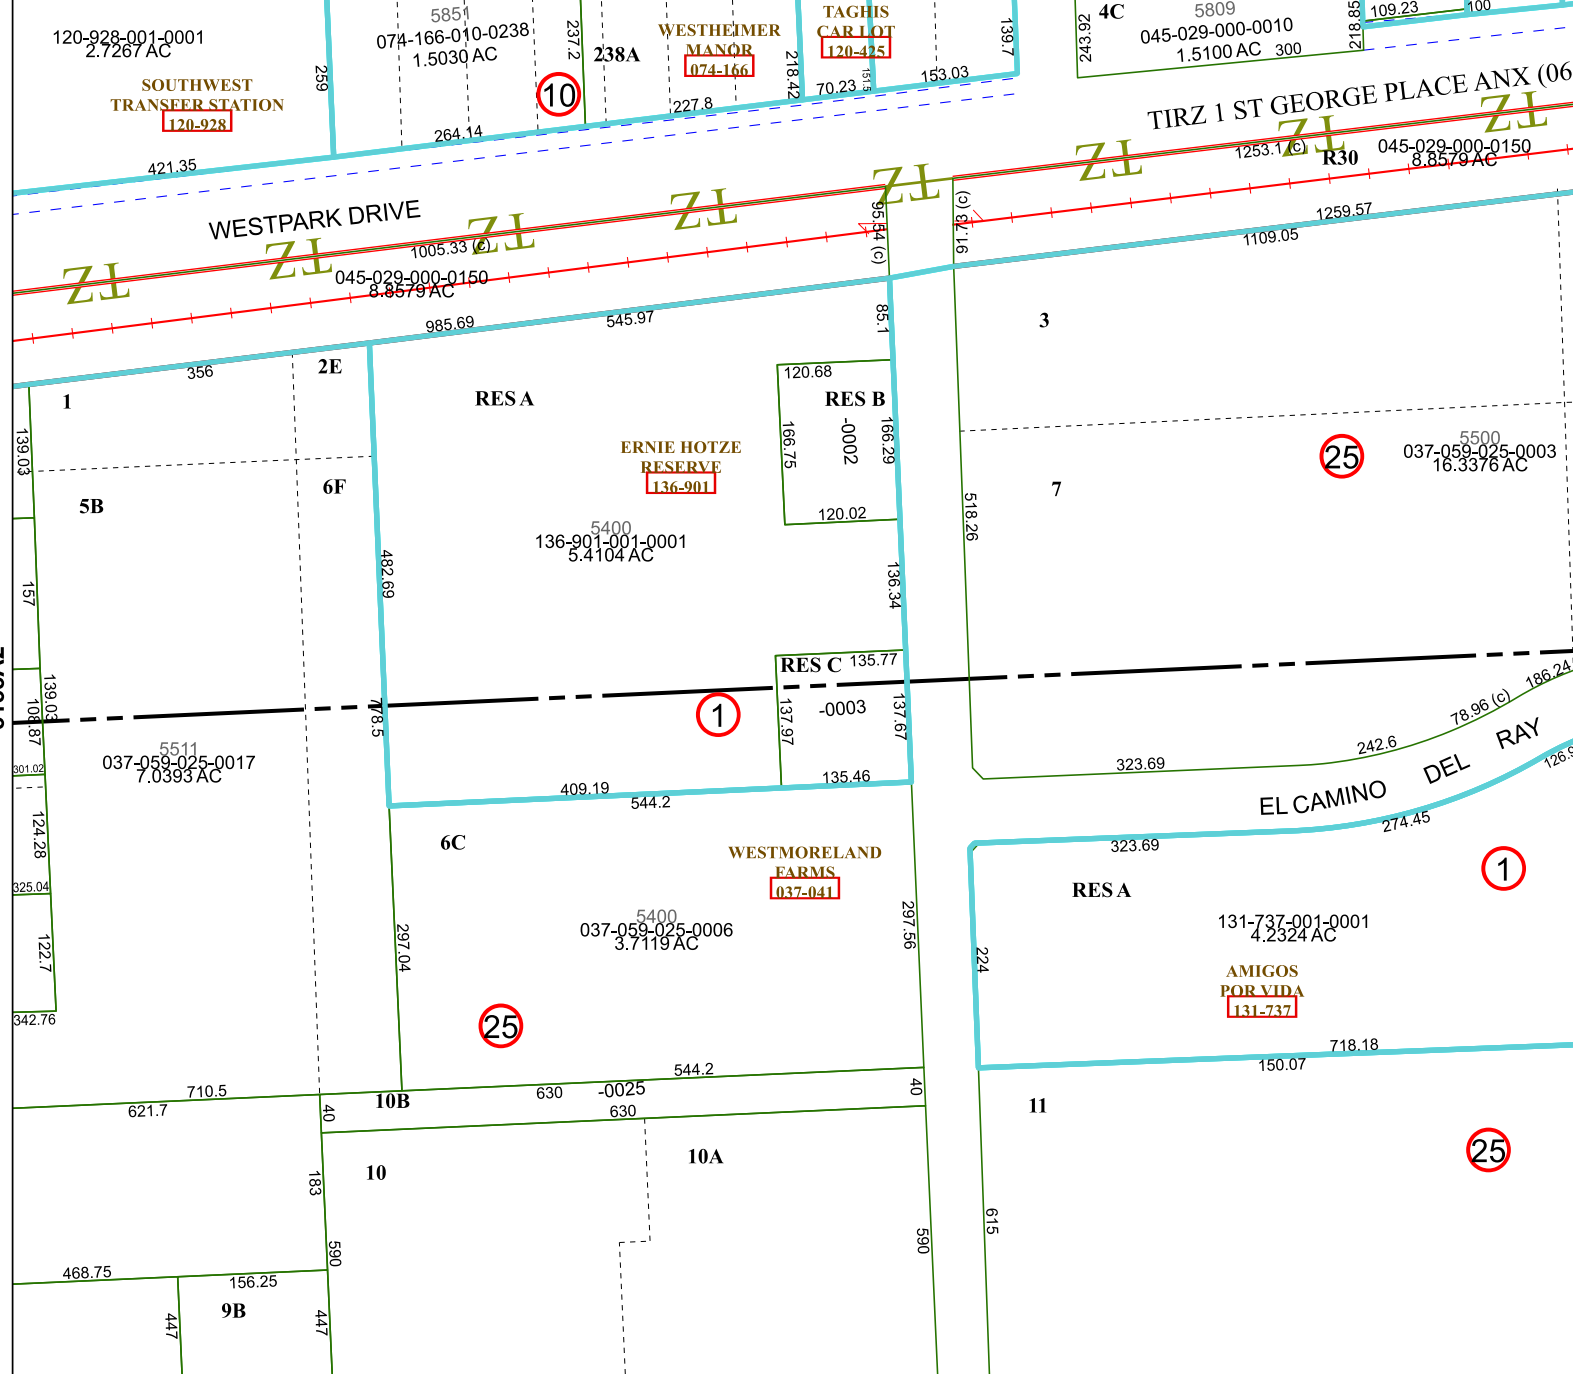 5851
5809
4C
109.23
100
120-928-001-0001
2.7267 AC
074-166-010-0238
1.5030 AC
237.2
238A
WESTHEIMER
MANOR
074-166
TAGHIS
CAR LOT
120-425
139.7
243.92
045-029-000-0010
1.5100 AC
300
218.85
SOUTHWEST
TRANSFER STATION
120-928
259
10
218.42
151.5
70.23
153.03
227.8
264.14
421.35
TIRZ 1 ST GEORGE PLACE ANX (06
TZ
TZ
TZ
TZ
TZ
TZ
TZ
TZ
1253.1 (c)
R30
045-029-000-0150
8.8579 AC
WESTPARK DRIVE
1005.33 (c)
95.54 (c)
91.73 (c)
1259.57
1109.05
045-029-000-0150
8.8579 AC
985.69
545.97
85.1
3
356
2E
1
RES A
120.68
RES B
-0002
166.75
166.29
139.03
ERNIE HOTZE
RESERVE
136-901
25
5500
037-059-025-0003
16.3376 AC
5B
6F
7
120.02
518.26
5400
136-901-001-0001
5.4104 AC
482.69
136.34
157
RES C
135.77
139.03
108.87
778.5
1
137.97
-0003
137.67
186.24
78.96 (c)
5511
037-059-025-0017
7.0393 AC
301.02
323.69
242.6
EL CAMINO DEL RAY
126.9
409.19
544.2
135.46
124.28
6C
WESTMORELAND
FARMS
037-041
323.69
274.45
1
325.04
RES A
5400
037-059-025-0006
3.7119 AC
297.04
297.56
122.7
131-737-001-0001
4.2324 AC
224
AMIGOS
POR VIDA
131-737
342.76
25
718.18
150.07
544.2
710.5
621.7
10B
630
-0025
630
40
40
11
10
10A
25
183
590
590
615
468.75
156.25
9B
447
447